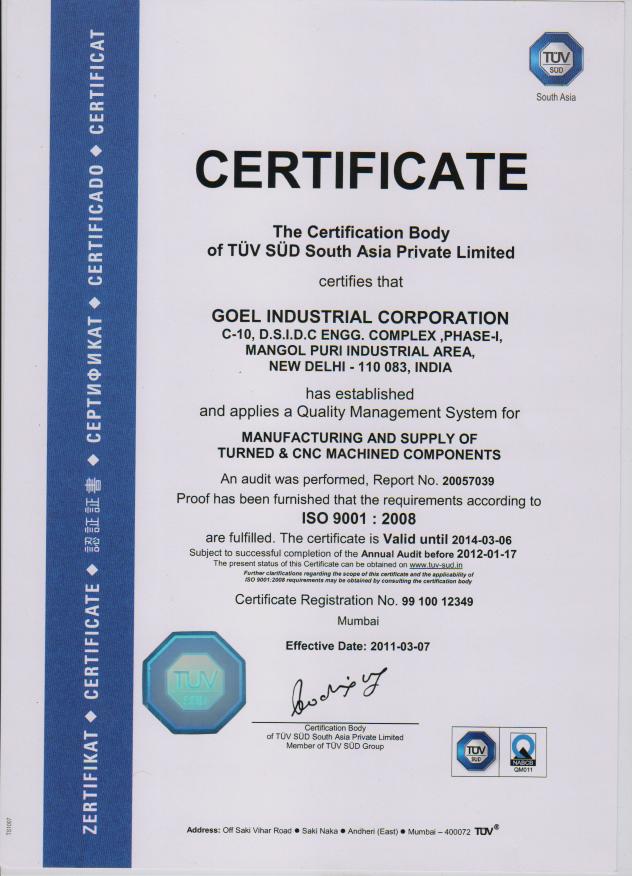 TÜV
SÜD
South Asia
CERTIFICATE
The Certification Body
of TÜV SÜD South Asia Private Limited
certifies that
GOEL INDUSTRIAL CORPORATION
C-10, D.S.I.D.C ENGG. COMPLEX ,PHASE-I,
MANGOL PURI INDUSTRIAL AREA,
NEW DELHI - 110 083, INDIA
has established
and applies a Quality Management System for
MANUFACTURING AND SUPPLY OF
TURNED & CNC MACHINED COMPONENTS
An audit was performed, Report No. 20057039
Proof has been furnished that the requirements according to
ISO 9001 : 2008
are fulfilled. The certificate is Valid until 2014-03-06
Subject to successful completion of the Annual Audit before 2012-01-17
The present status of this Certificate can be obtained on www.tuv-sud.in
Further clarifications regarding the scope of this certificate and the applicability of
ISO 9001:2008 requirements may be obtained by consulting the certification body
Certificate Registration No. 99 100 12349
Mumbai
Effective Date: 2011-03-07
TÜV
SÜD
Certification Body
of TÜV SÜD South Asia Private Limited
Member of TÜV SÜD Group
TÜV
SÜD
NABCB
QM011
Address: Off Saki Vihar Road ● Saki Naka ● Andheri (East) ● Mumbai – 400072 TÜV®
ZERTIFIKAT ◆ CERTIFICATE ◆ 認証証書 ◆ СЕРТИФИКАТ ◆ CERTIFICADO ◆ CERTIFICAT